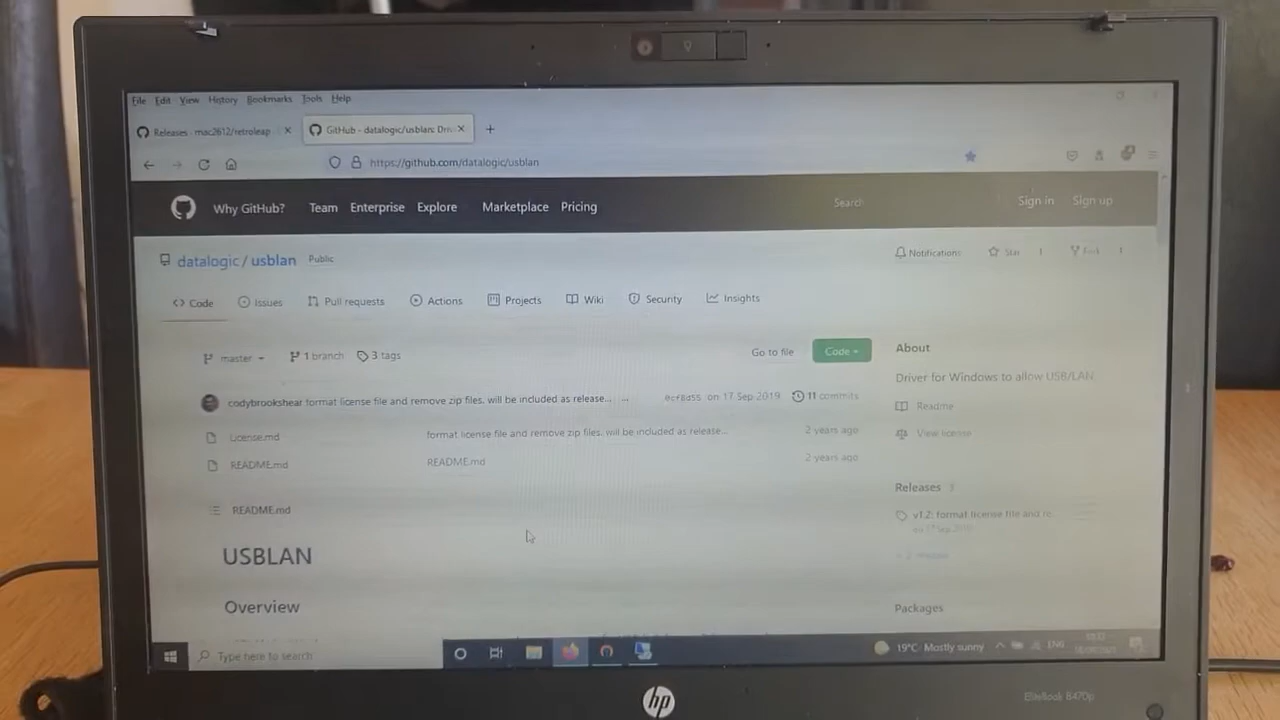 File Edit View History Bookmarks Tools Help
Releases · mac2612/retroleap
GitHub - datalogic/usblan: Driv
https://github.com/datalogic/usblan
Why GitHub? Team Enterprise Explore Marketplace Pricing Search Sign in Sign up
datalogic / usblan Public Notifications Star Fork
Code Issues Pull requests Actions Projects Wiki Security Insights
master 1 branch 3 tags Go to file Code
About
Driver for Windows to allow USB/LAN
codybrookshear format license file and remove zip files. will be included as release... on 17 Sep 2019 11 commits
Readme
License.md format license file and remove zip files. will be included as release... 2 years ago
View license
README.md README.md 2 years ago
Releases 3
README.md
v1.2: format license file and re...
USBLAN
Overview
Packages
Type here to search
19°C Mostly sunny ENG
hp
EliteBook 8470p